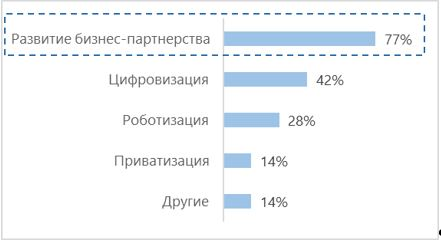 Развитие бизнес-партнерства 77%
Цифровизация 42%
Роботизация 28%
Приватизация 14%
Другие 14%